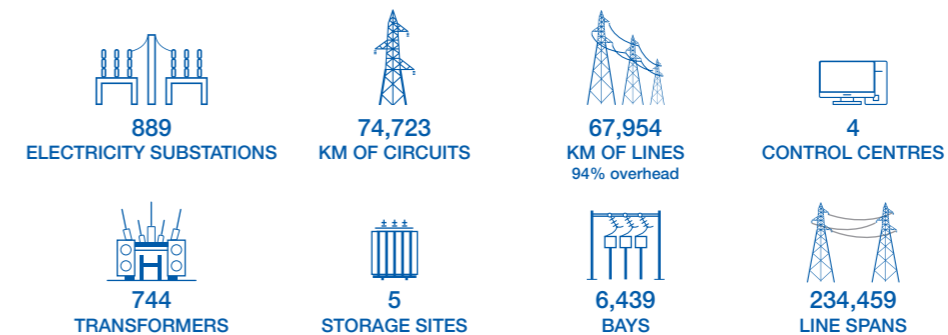 889
ELECTRICITY SUBSTATIONS
74,723
KM OF CIRCUITS
67,954
KM OF LINES
94% overhead
4
CONTROL CENTRES
744
TRANSFORMERS
5
STORAGE SITES
6,439
BAYS
234,459
LINE SPANS